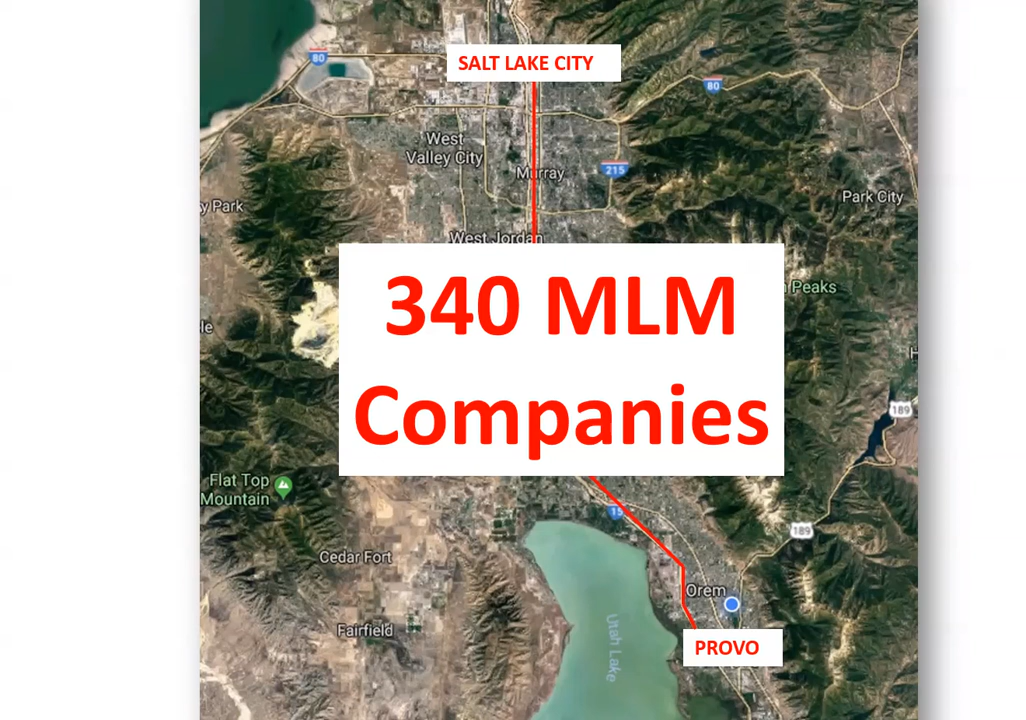 SALT LAKE CITY
80
80
West
Valley City
Murray
215
Park City
y Park
West Jordan
340 MLM
Companies
Peaks
le
H
189
Flat Top
Mountain
15
189
Cedar Fort
Orem
Fairfield
Utah Lake
PROVO